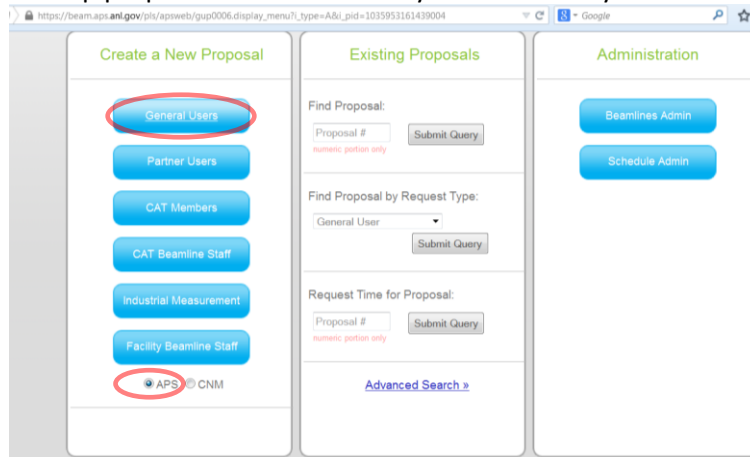 https://beam.aps.anl.gov/pls/apsweb/gup0006.display_menu?i_type=A&i_pid=1035953161439004
Google
Create a New Proposal
General Users
Partner Users
CAT Members
CAT Beamline Staff
Industrial Measurement
Facility Beamline Staff
APS CNM
Existing Proposals
Find Proposal:
Proposal # Submit Query
numeric portion only
Find Proposal by Request Type:
General User
Submit Query
Request Time for Proposal:
Proposal # Submit Query
numeric portion only
Advanced Search »
Administration
Beamlines Admin
Schedule Admin